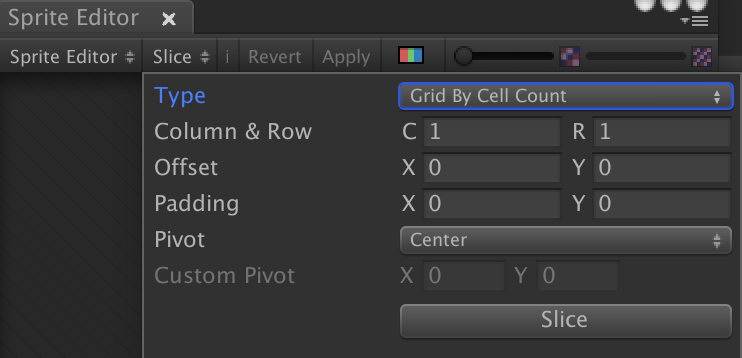 Sprite Editor
Sprite Editor Slice i Revert Apply
Type Grid By Cell Count
Column & Row C 1 R 1
Offset X 0 Y 0
Padding X 0 Y 0
Pivot Center
Custom Pivot X 0 Y 0
Slice